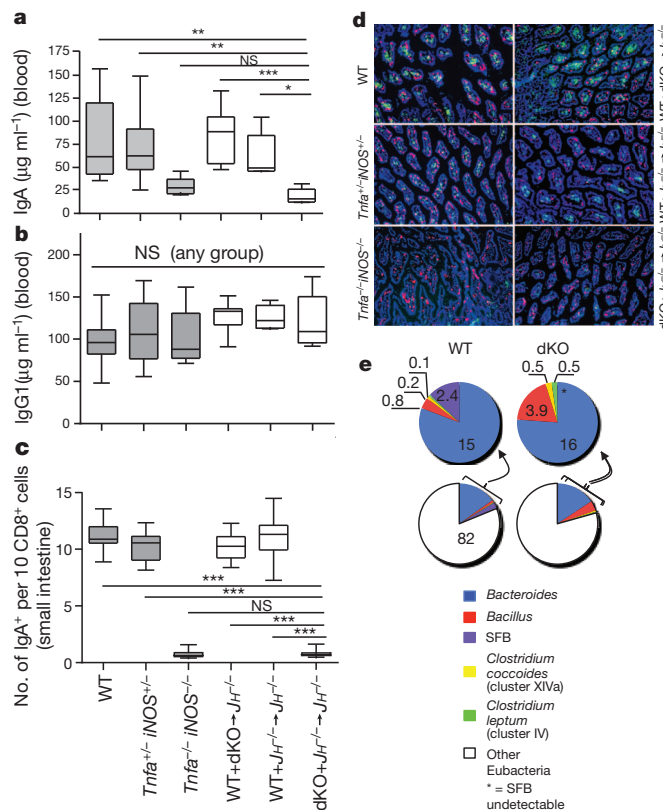 a
IgA (µg ml⁻¹) (blood)
175
150
125
100
75
50
25
0
**
**
NS
***
*
b
IgG1(µg ml⁻¹) (blood)
200
150
100
50
0
NS (any group)
c
No. of IgA⁺ per 10 CD8⁺ cells
(small intestine)
15
10
5
0
***
***
NS
***
***
WT
Tnfa⁺/⁻ iNOS⁺/⁻
Tnfa⁻/⁻ iNOS⁻/⁻
WT+dKO→JH⁻/⁻
WT+JH⁻/⁻→JH⁻/⁻
dKO+JH⁻/⁻→JH⁻/⁻
d
WT
Tnfa⁺/⁻iNOS⁺/⁻
Tnfa⁻/⁻iNOS⁻/⁻
e
WT
0.1
0.2
0.8
2.4
15
82
dKO
0.5
0.5
*
3.9
16
Bacteroides
Bacillus
SFB
Clostridium
coccoides
(cluster XIVa)
Clostridium
leptum
(cluster IV)
Other
Eubacteria
* = SFB
undetectable